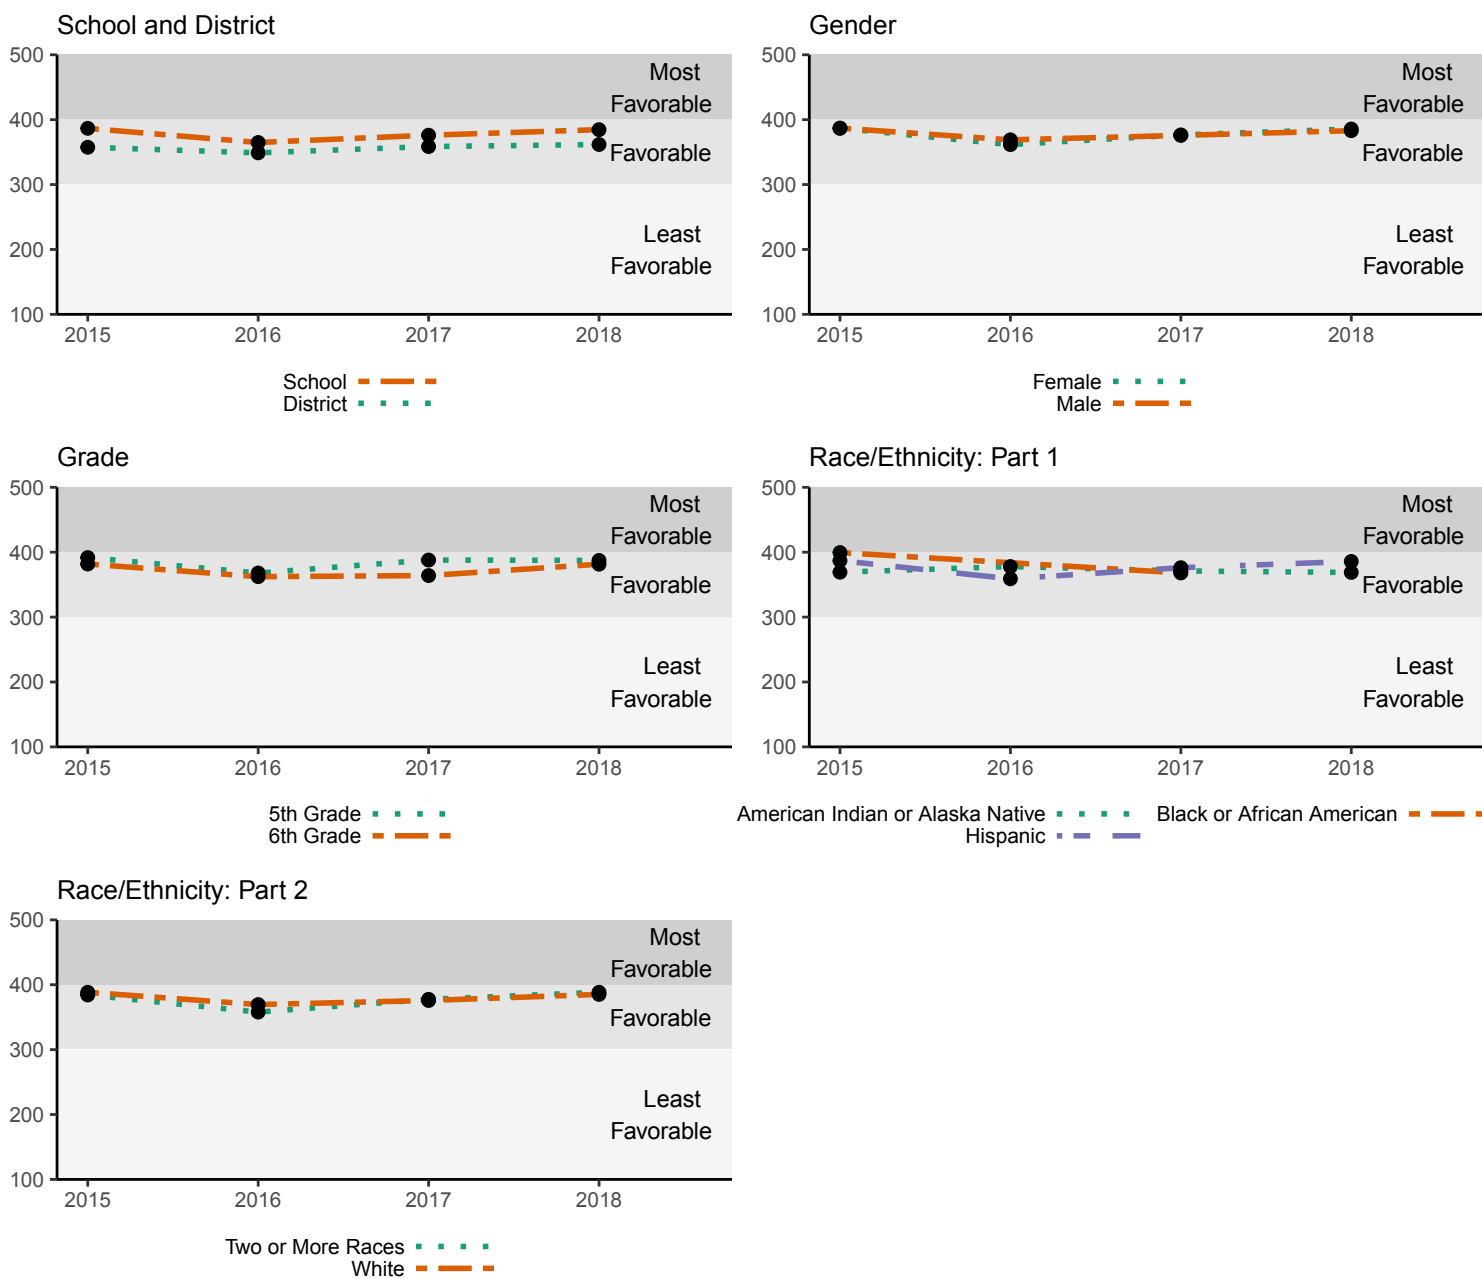 School and District
500
400
300
200
100
Most
Favorable
Favorable
Least
Favorable
2015 2016 2017 2018
School
District
Gender
500
400
300
200
100
Most
Favorable
Favorable
Least
Favorable
2015 2016 2017 2018
Female
Male
Grade
500
400
300
200
100
Most
Favorable
Favorable
Least
Favorable
2015 2016 2017 2018
5th Grade
6th Grade
Race/Ethnicity: Part 1
500
400
300
200
100
Most
Favorable
Favorable
Least
Favorable
2015 2016 2017 2018
American Indian or Alaska Native Black or African American
Hispanic
Race/Ethnicity: Part 2
500
400
300
200
100
Most
Favorable
Favorable
Least
Favorable
2015 2016 2017 2018
Two or More Races
White